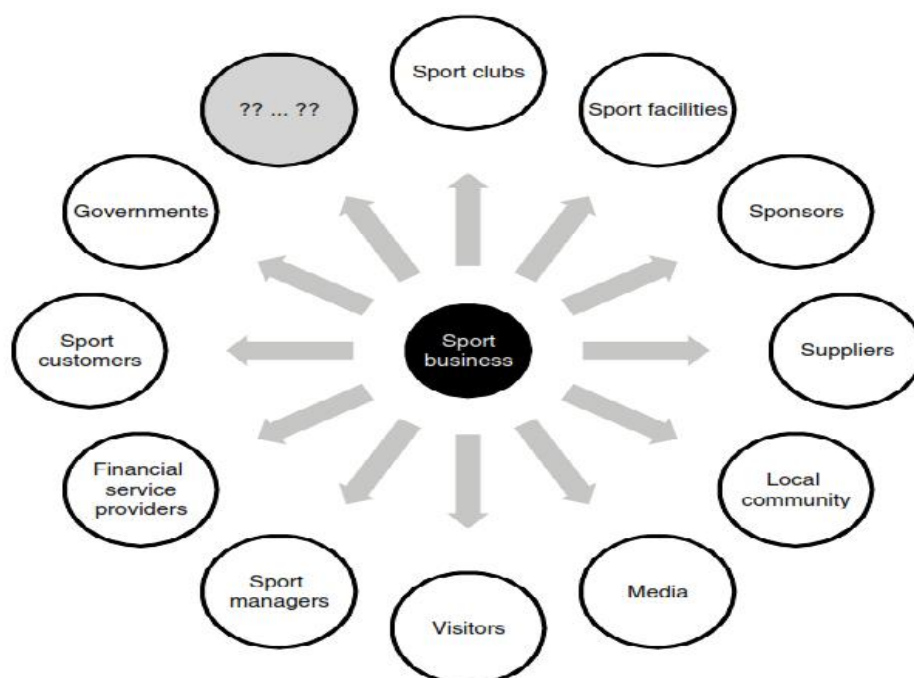 Sport clubs
?? ... ??
Sport facilities
Governments
Sponsors
Sport
customers
Sport
business
Suppliers
Financial
service
providers
Local
community
Sport
managers
Media
Visitors